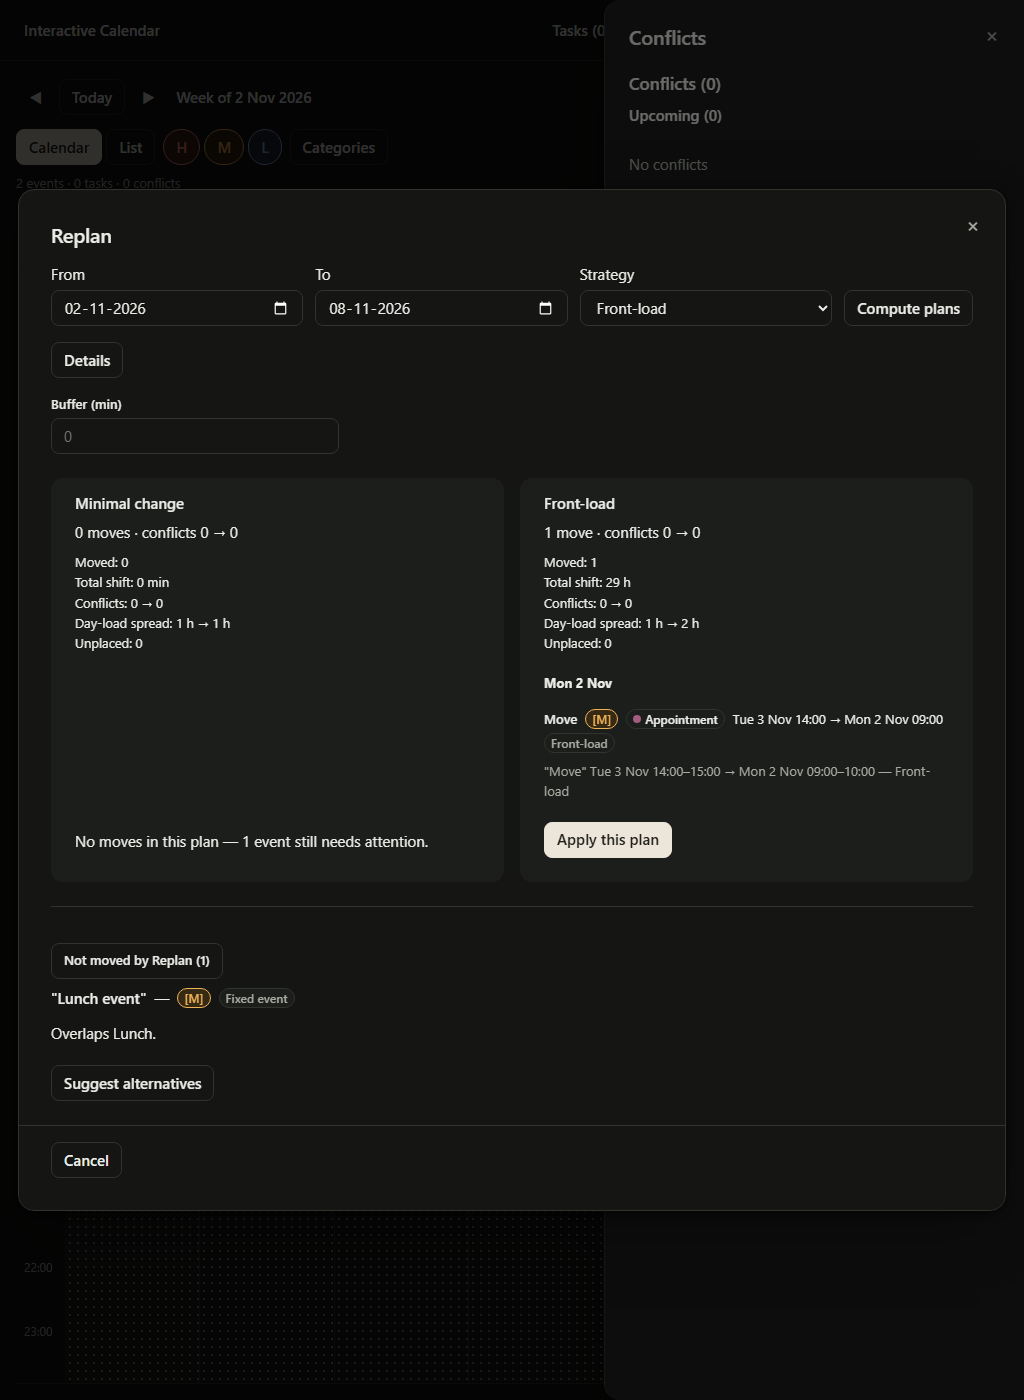 Interactive Calendar
Tasks (0
Conflicts
×
◀ Today ▶ Week of 2 Nov 2026
Conflicts (0)
Upcoming (0)
Calendar List H M L Categories
No conflicts
2 events · 0 tasks · 0 conflicts
Replan
×
From To Strategy
02-11-2026 08-11-2026 Front-load Compute plans
Details
Buffer (min)
0
Minimal change
0 moves · conflicts 0 → 0
Moved: 0
Total shift: 0 min
Conflicts: 0 → 0
Day-load spread: 1 h → 1 h
Unplaced: 0
No moves in this plan — 1 event still needs attention.
Front-load
1 move · conflicts 0 → 0
Moved: 1
Total shift: 29 h
Conflicts: 0 → 0
Day-load spread: 1 h → 2 h
Unplaced: 0
Mon 2 Nov
Move [M] Appointment Tue 3 Nov 14:00 → Mon 2 Nov 09:00
Front-load
"Move" Tue 3 Nov 14:00–15:00 → Mon 2 Nov 09:00–10:00 — Front-
load
Apply this plan
Not moved by Replan (1)
"Lunch event" — [M] Fixed event
Overlaps Lunch.
Suggest alternatives
Cancel
22:00
23:00